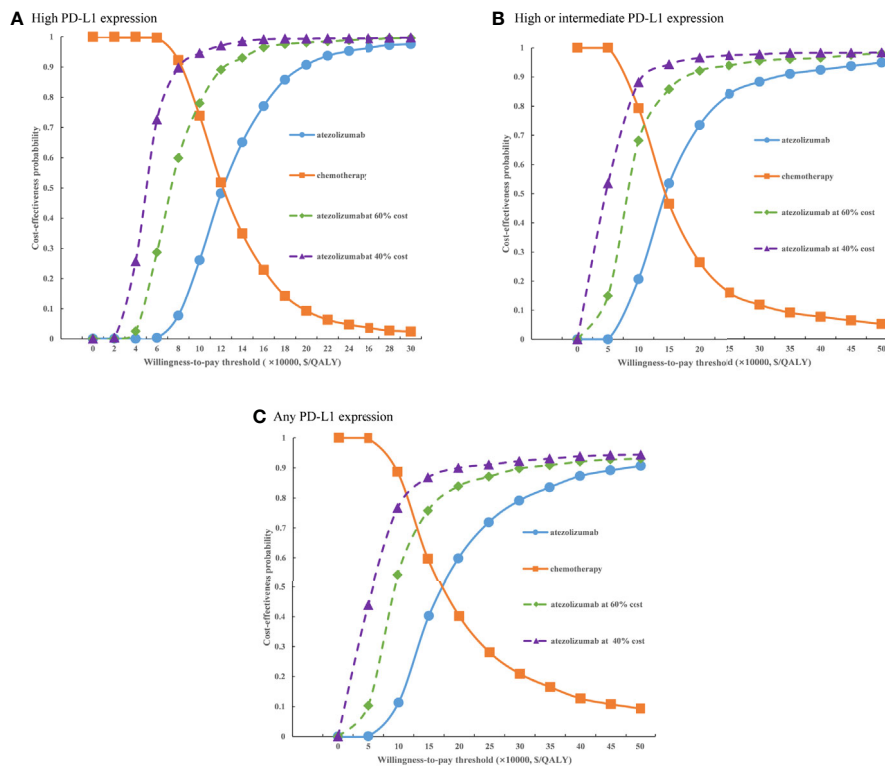 A High PD-L1 expression
1
0.9
0.8
0.7
0.6
0.5
0.4
0.3
0.2
0.1
0
Cost-effectiveness probabbility
atezolizumab
chemotherapy
atezolizumabat 60% cost
atezolizumabat 40% cost
0 2 4 6 8 10 12 14 16 18 20 22 24 26 28 30
Willingness-to-pay threshold ( ×10000, $/QALY)
B High or intermediate PD-L1 expression
1
0.9
0.8
0.7
0.6
0.5
0.4
0.3
0.2
0.1
0
Cost-effectiveness probability
atezolizumab
chemotherapy
atezolizumab at 60% cost
atezolizumab at 40% cost
0 5 10 15 20 25 30 35 40 45 50
Willingness-to-pay threshold (×10000, $/QALY)
C Any PD-L1 expression
1
0.9
0.8
0.7
0.6
0.5
0.4
0.3
0.2
0.1
0
Cost-effectiveness probability
atezolizumab
chemotherapy
atezolizumab at 60% cost
atezolizumab at 40% cost
0 5 10 15 20 25 30 35 40 45 50
Willingness-to-pay threshold (×10000, $/QALY)